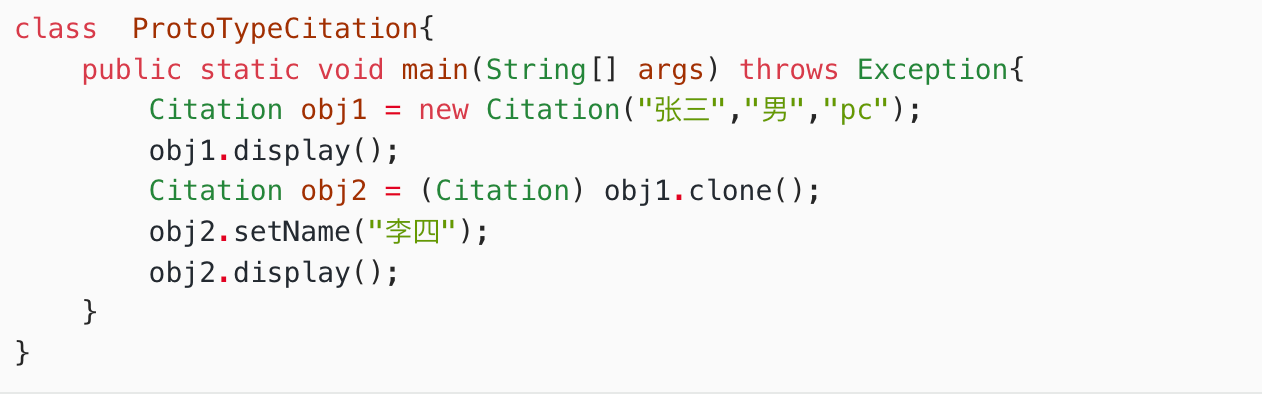 class  ProtoTypeCitation{
    public static void main(String[] args) throws Exception{
        Citation obj1 = new Citation("张三","男","pc");
        obj1.display();
        Citation obj2 = (Citation) obj1.clone();
        obj2.setName("李四");
        obj2.display();
    }
}